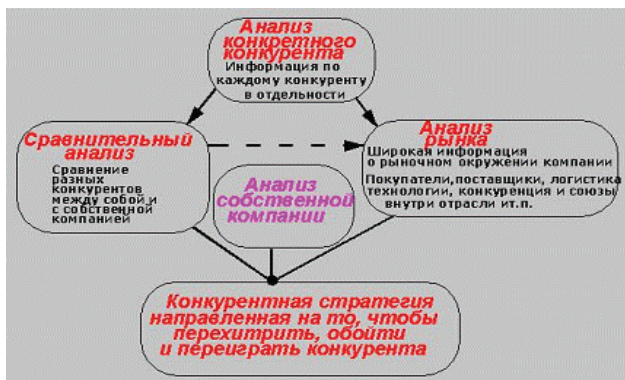 Анализ
конкретного
конкурента
Информация по
каждому конкуренту
в отдельности
Сравнительный
анализ
Сравнение
разных
конкурентов
между собой и
с собственной
компанией
Анализ
собственной
компании
Анализ
рынка
Широкая информация
о рыночном окружении компании
Покупатели,поставщики, логистика
технологии, конкуренция и союзы
внутри отрасли ит.п.
Конкурентная стратегия
направленная на то, чтобы
перехитрить, обойти
и переиграть конкурента